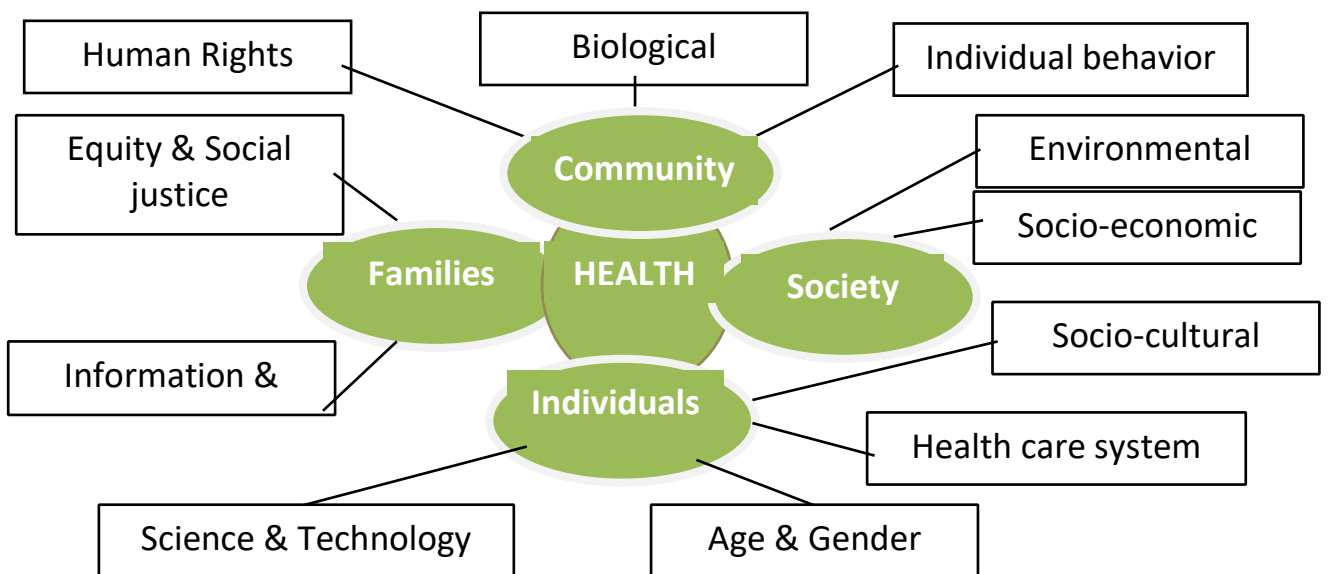 Human Rights
Biological
Individual behavior
Equity & Social
justice
Community
Environmental
Socio-economic
Families
HEALTH
Society
Information &
Socio-cultural
Individuals
Health care system
Science & Technology
Age & Gender